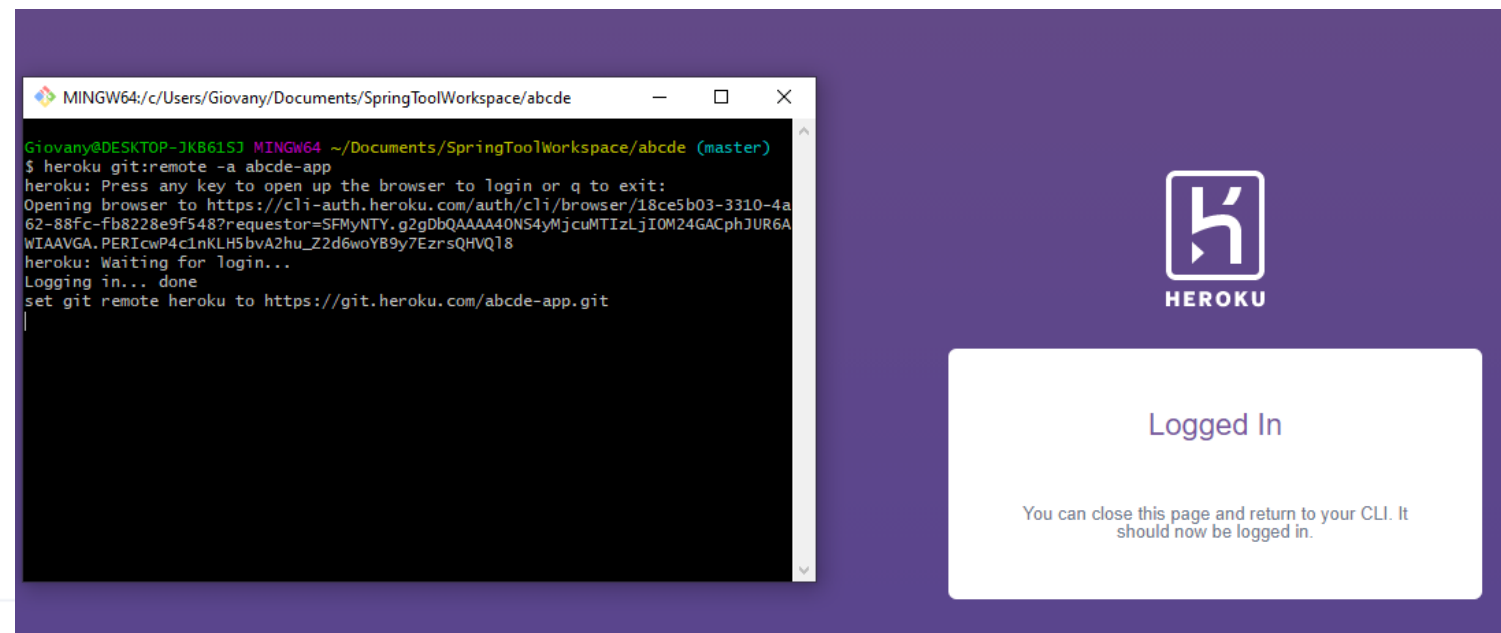 MINGW64:/c/Users/Giovany/Documents/SpringToolWorkspace/abcde
Giovany@DESKTOP-JKB61SJ MINGW64 ~/Documents/SpringToolWorkspace/abcde (master)
$ heroku git:remote -a abcde-app
heroku: Press any key to open up the browser to login or q to exit:
Opening browser to https://cli-auth.heroku.com/auth/cli/browser/18ce5b03-3310-4a
62-88fc-fb8228e9f548?requestor=SFMyNTY.g2gDbQAAAA40NS4yMjcuMTIzLjI0M24GACphJUR6A
WIAAVGA.PERIcwP4c1nKLH5bvA2hu_Z2d6woYB9y7EzrsQHVQl8
heroku: Waiting for login...
Logging in... done
set git remote heroku to https://git.heroku.com/abcde-app.git
HEROKU
Logged In
You can close this page and return to your CLI. It
should now be logged in.